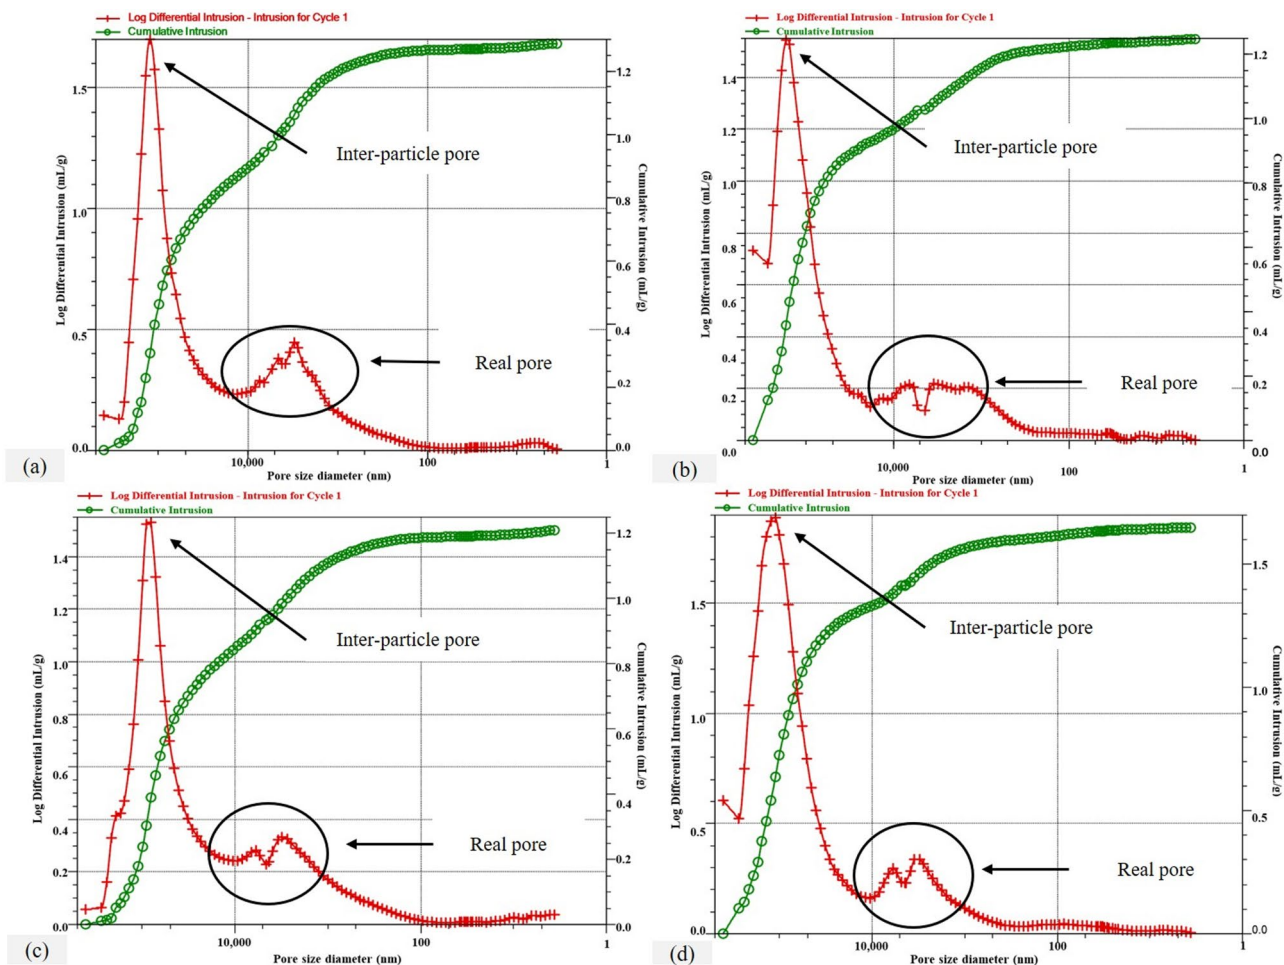 Log Differential Intrusion - Intrusion for Cycle 1
Cumulative Intrusion
1.5
1.0
0.5
0.0
Log Differential Intrusion (mL/g)
1.2
1.0
0.8
0.6
0.4
0.2
0.0
Cumulative Intrusion (mL/g)
Inter-particle pore
Real pore
10,000
100
1
Pore size diameter (nm)
(a)
Log Differential Intrusion - Intrusion for Cycle 1
Cumulative Intrusion
1.4
1.2
1.0
0.8
0.6
0.4
0.2
0.0
Log Differential Intrusion (mL/g)
1.2
1.0
0.8
0.6
0.4
0.2
0.0
Cumulative Intrusion (mL/g)
Inter-particle pore
Real pore
10,000
100
1
Pore size diameter (nm)
(b)
Log Differential Intrusion - Intrusion for Cycle 1
Cumulative Intrusion
1.4
1.2
1.0
0.8
0.6
0.4
0.2
0.0
Log Differential Intrusion (mL/g)
1.2
1.0
0.8
0.6
0.4
0.2
0.0
Cumulative Intrusion (mL/g)
Inter-particle pore
Real pore
10,000
100
1
Pore size diameter (nm)
(c)
Log Differential Intrusion - Intrusion for Cycle 1
Cumulative Intrusion
1.5
1.0
0.5
0.0
Log Differential Intrusion (mL/g)
1.5
1.0
0.5
0.0
Cumulative Intrusion (mL/g)
Inter-particle pore
Real pore
10,000
100
1
Pore size diameter (nm)
(d)